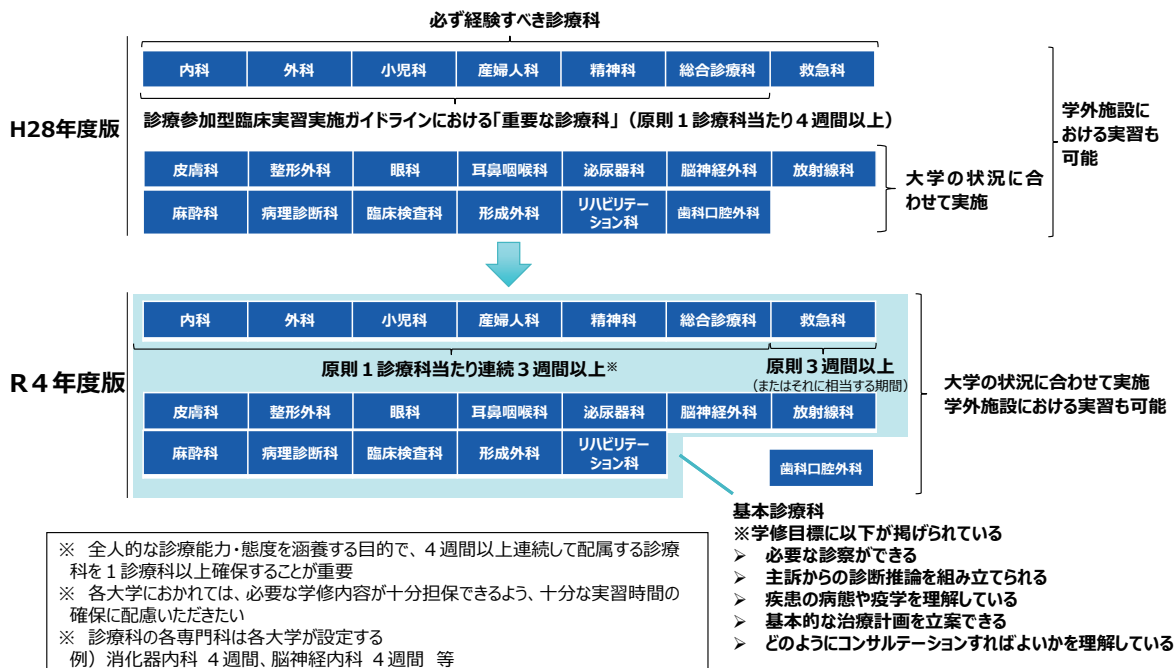 必ず経験すべき診療科
内科 外科 小児科 産婦人科 精神科 総合診療科 救急科
H28年度版
診療参加型臨床実習実施ガイドラインにおける「重要な診療科」（原則１診療科当たり４週間以上）
学外施設に
おける実習も
可能
皮膚科 整形外科 眼科 耳鼻咽喉科 泌尿器科 脳神経外科 放射線科
麻酔科 病理診断科 臨床検査科 形成外科 リハビリテー
ション科 歯科口腔外科
大学の状況に合
わせて実施
R４年度版
内科 外科 小児科 産婦人科 精神科 総合診療科 救急科
原則１診療科当たり連続３週間以上※
原則３週間以上
（またはそれに相当する期間）
大学の状況に合わせて実施
学外施設における実習も可能
皮膚科 整形外科 眼科 耳鼻咽喉科 泌尿器科 脳神経外科 放射線科
麻酔科 病理診断科 臨床検査科 形成外科 リハビリテー
ション科
歯科口腔外科
基本診療科
※学修目標に以下が掲げられている
➢ 必要な診察ができる
➢ 主訴からの診断推論を組み立てられる
➢ 疾患の病態や疫学を理解している
➢ 基本的な治療計画を立案できる
➢ どのようにコンサルテーションすればよいかを理解している
※ 全人的な診療能力・態度を涵養する目的で、４週間以上連続して配属する診療
科を１診療科以上確保することが重要
※ 各大学におかれては、必要な学修内容が十分担保できるよう、十分な実習時間の
確保に配慮いただきたい
※ 診療科の各専門科は各大学が設定する
例）消化器内科 ４週間、脳神経内科 ４週間 等